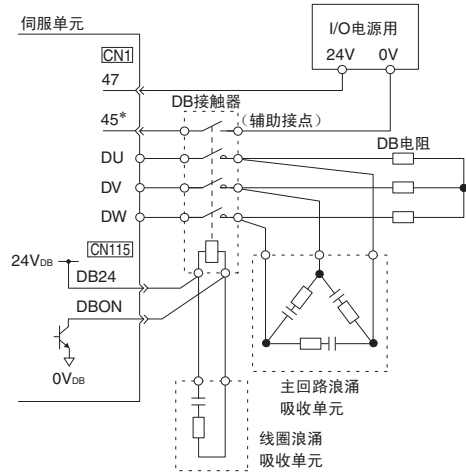 伺服单元
I/O电源用
24V 0V
CN1
47
DB接触器
45*
（辅助接点）
DB电阻
DU
DV
DW
CN115
24VDB
DB24
DBON
0VDB
主回路浪涌
吸收单元
线圈浪涌
吸收单元